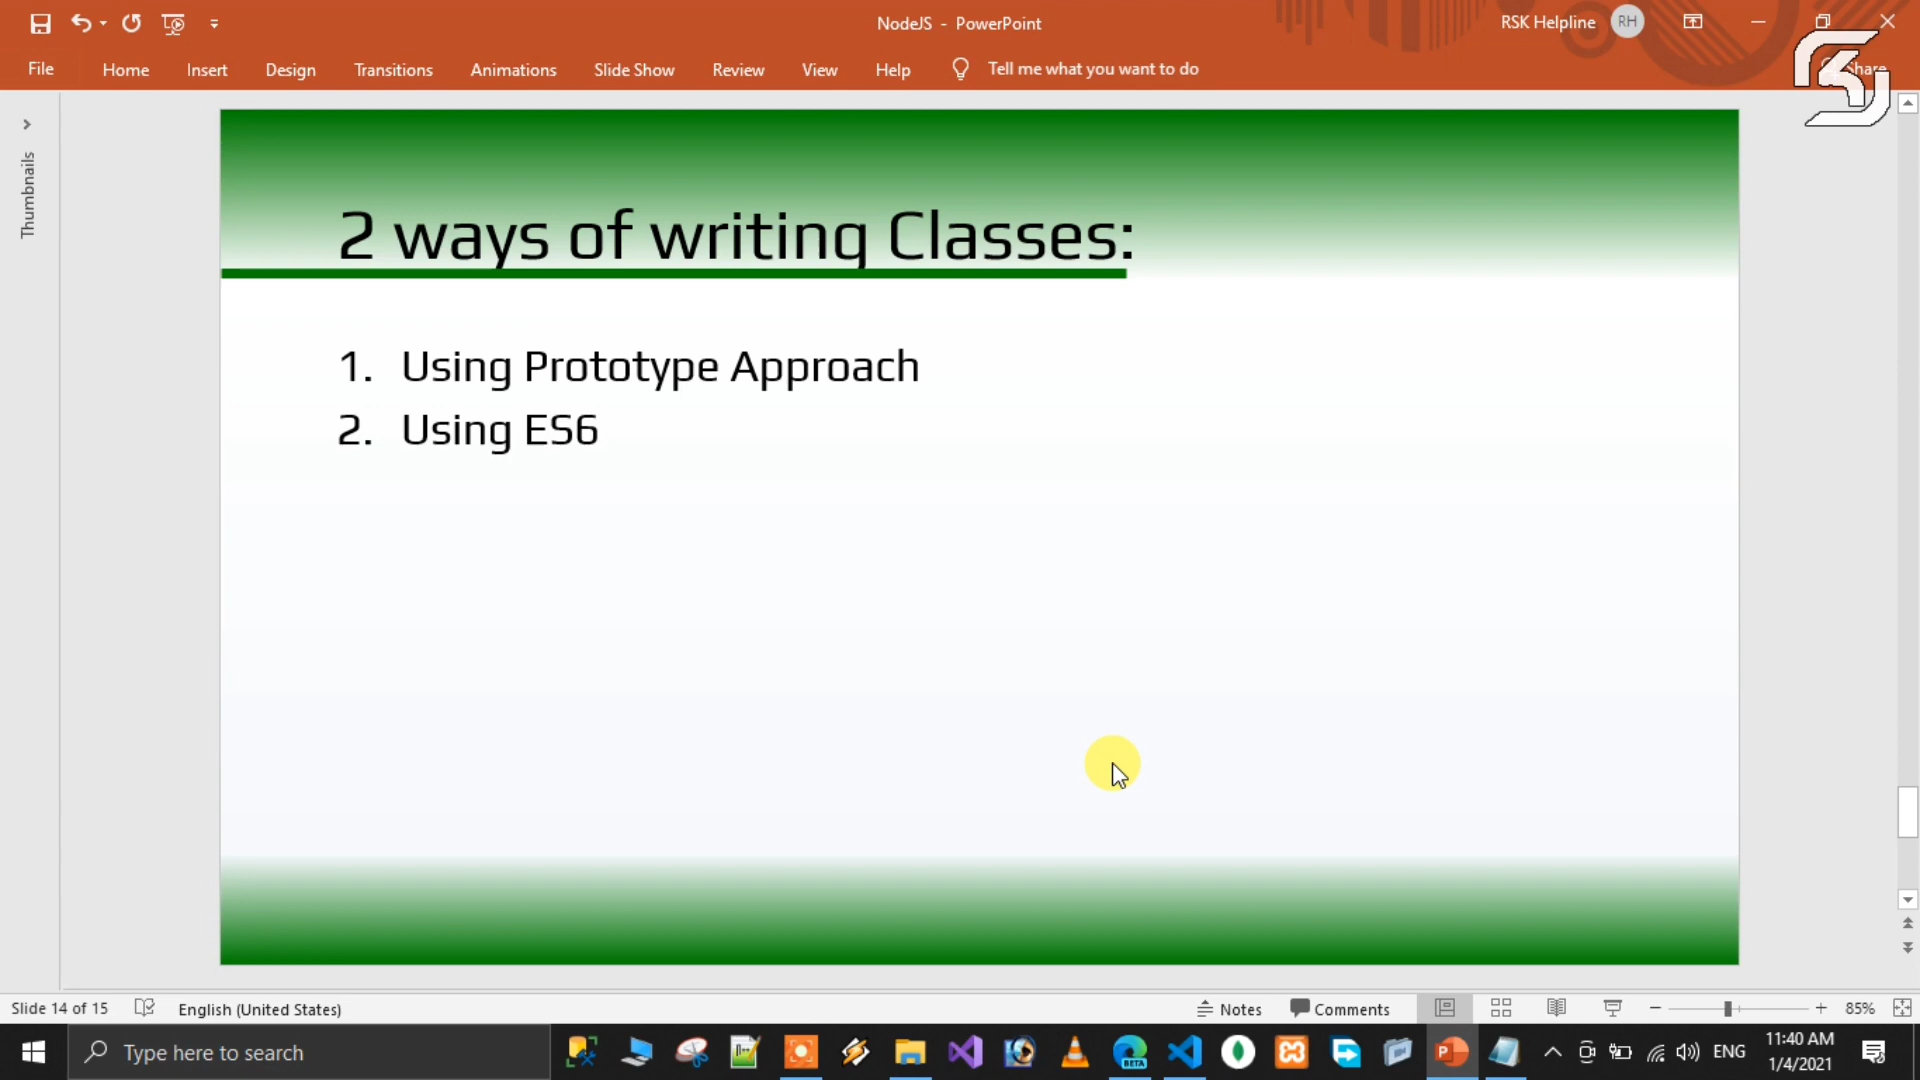 NodeJS - PowerPoint
RSK Helpline
RH
File
Home
Insert
Design
Transitions
Animations
Slide Show
Review
View
Help
Tell me what you want to do
Share
Thumbnails
2 ways of writing Classes:
1. Using Prototype Approach
2. Using ES6
Slide 14 of 15
English (United States)
Notes
Comments
85%
Type here to search
BETA
ENG
11:40 AM
1/4/2021